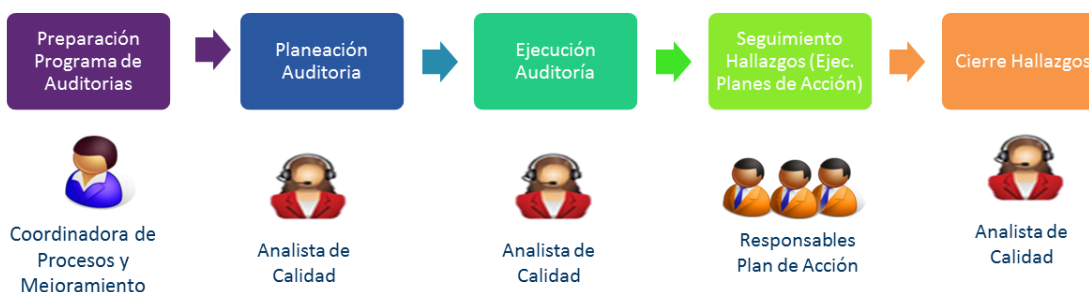 Preparación
Programa de
Auditorias
Planeación
Auditoria
Ejecución
Auditoría
Seguimiento
Hallazgos (Ejec.
Planes de Acción)
Cierre Hallazgos
Coordinadora de
Procesos y
Mejoramiento
Analista de
Calidad
Analista de
Calidad
Responsables
Plan de Acción
Analista de
Calidad